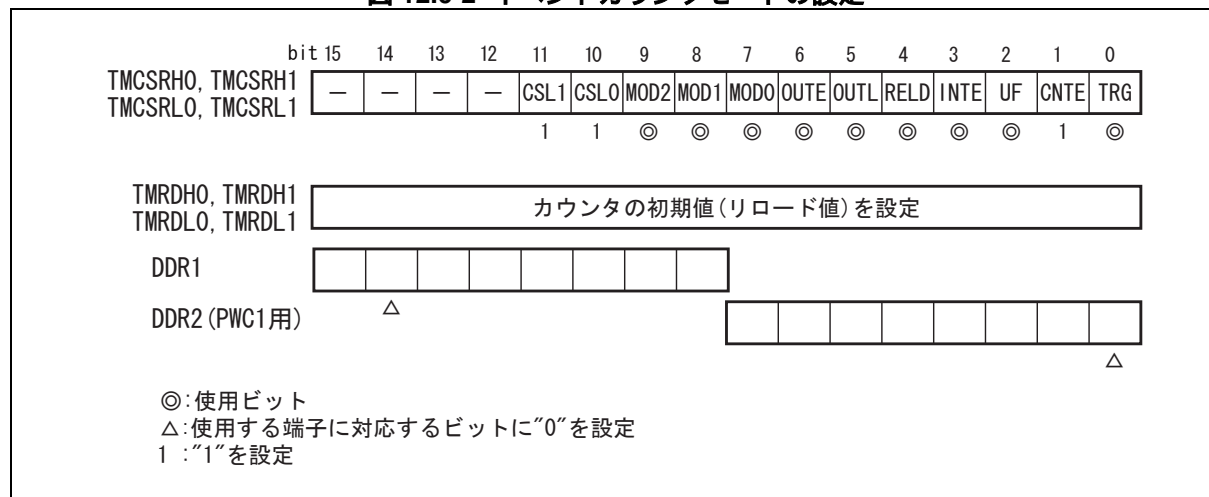 bit 15 14 13 12 11 10 9 8 7 6 5 4 3 2 1 0
TMCSRH0, TMCSRH1
TMCSRL0, TMCSRL1
－ － － － CSL1 CSL0 MOD2 MOD1 MOD0 OUTE OUTL RELD INTE UF CNTE TRG
1 1 ◎ ◎ ◎ ◎ ◎ ◎ ◎ ◎ 1 ◎
TMRDH0, TMRDH1
TMRDL0, TMRDL1
カウンタの初期値(リロード値)を設定
DDR1
△
DDR2(PWC1用)
△
◎:使用ビット
△:使用する端子に対応するビットに"0"を設定
1 :"1"を設定